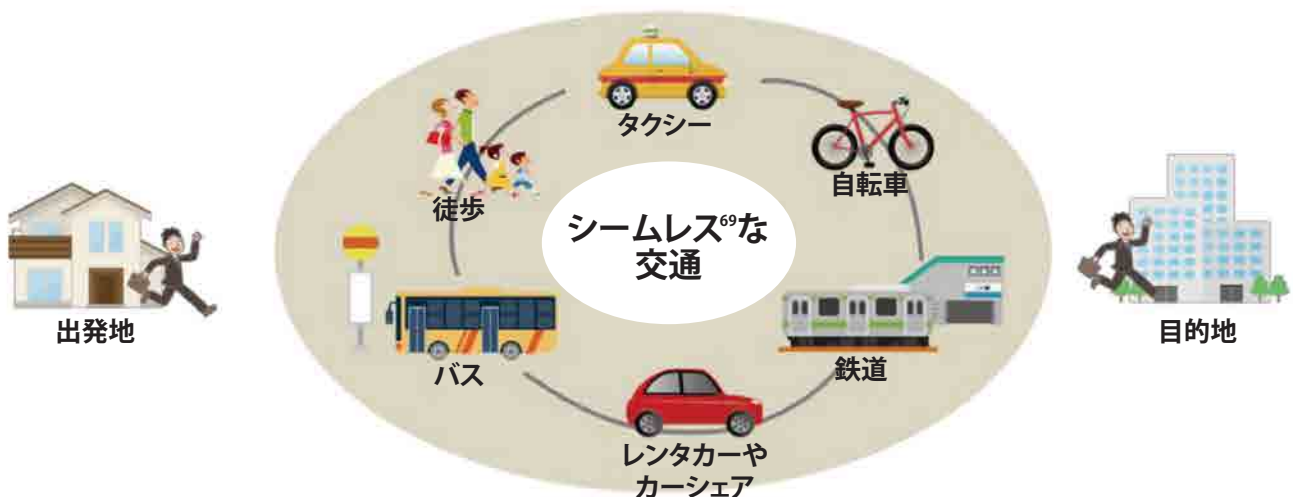 タクシー
自転車
徒歩
シームレス69な
交通
出発地
目的地
バス
鉄道
レンタカーや
カーシェア